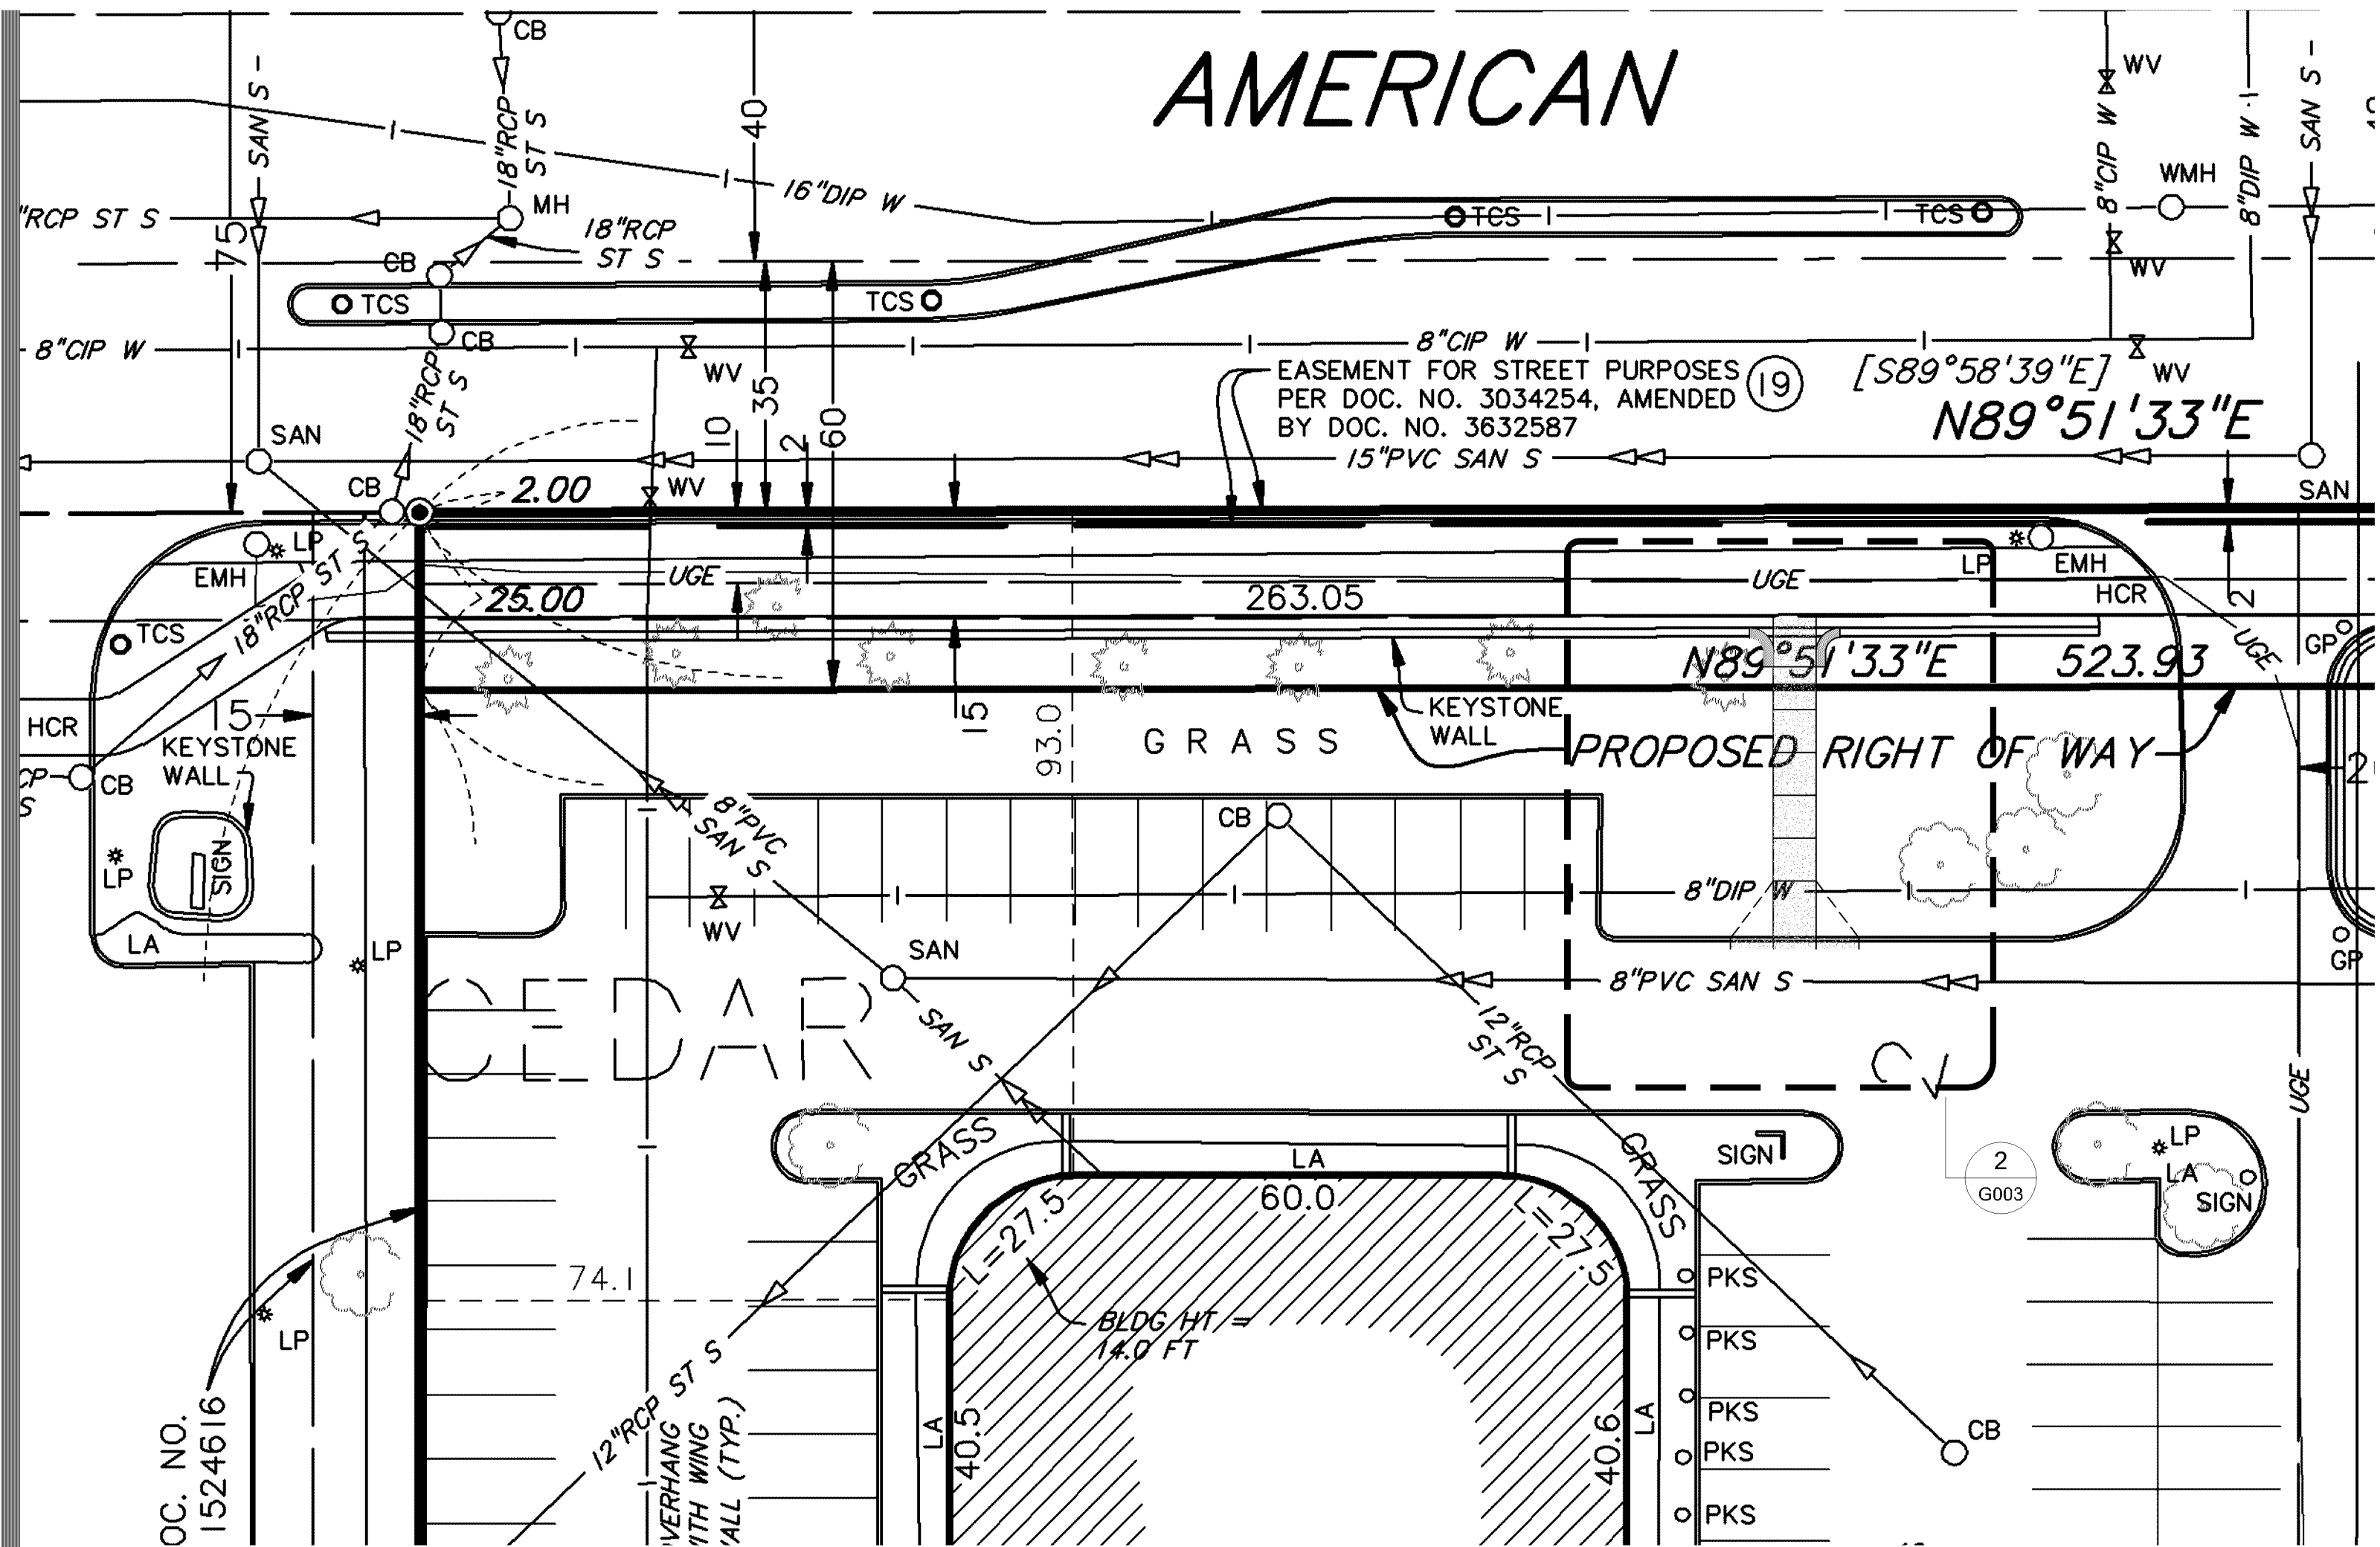 AMERICAN
CB
SAN S
18"RCP
ST S
40
WV
8"CIP W
8"DIP W
SAN S
WMH
16"DIP W
MH
"RCP ST S
75
18"RCP
ST S
CB
TCS
TCS
WV
TCS
TCS
CB
8"CIP W
8"CIP W
WV
WV
18"RCP
ST S
35
60
10
2
EASEMENT FOR STREET PURPOSES
PER DOC. NO. 3034254, AMENDED
BY DOC. NO. 3632587
19
[S89°58'39"E]
N89°51'33"E
SAN
15"PVC SAN S
SAN
CB
2.00
WV
LP
EMH
18"RCP ST S
UGE
UGE
LP
EMH
25.00
263.05
HCR
2
TCS
GP
UGE
N89°51'33"E
523.93
HCR
15
KEYSTONE
WALL
15
93.0
GRASS
KEYSTONE
WALL
PROPOSED RIGHT OF WAY
2
CP
S
CB
8"PVC
SAN S
CB
LP
SIGN
8"DIP W
LA
LP
WV
SAN
GP
CEDAR
8"PVC SAN S
SAN S
12"RCP
ST S
UGE
GRASS
LA
GRASS
SIGN
2
G003
LP
LA
SIGN
60.0
L=27.5
L=27.5
74.1
BLDG HT =
14.0 FT
LP
PKS
PKS
PKS
PKS
PKS
12"RCP ST S
VERHANG
ITH WING
ALL (TYP.)
LA
40.5
40.6
LA
CB
OC. NO.
1524616